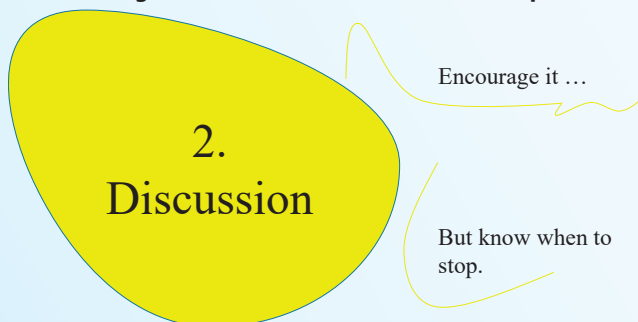 2.
Discussion
Encourage it …
But know when to
stop.